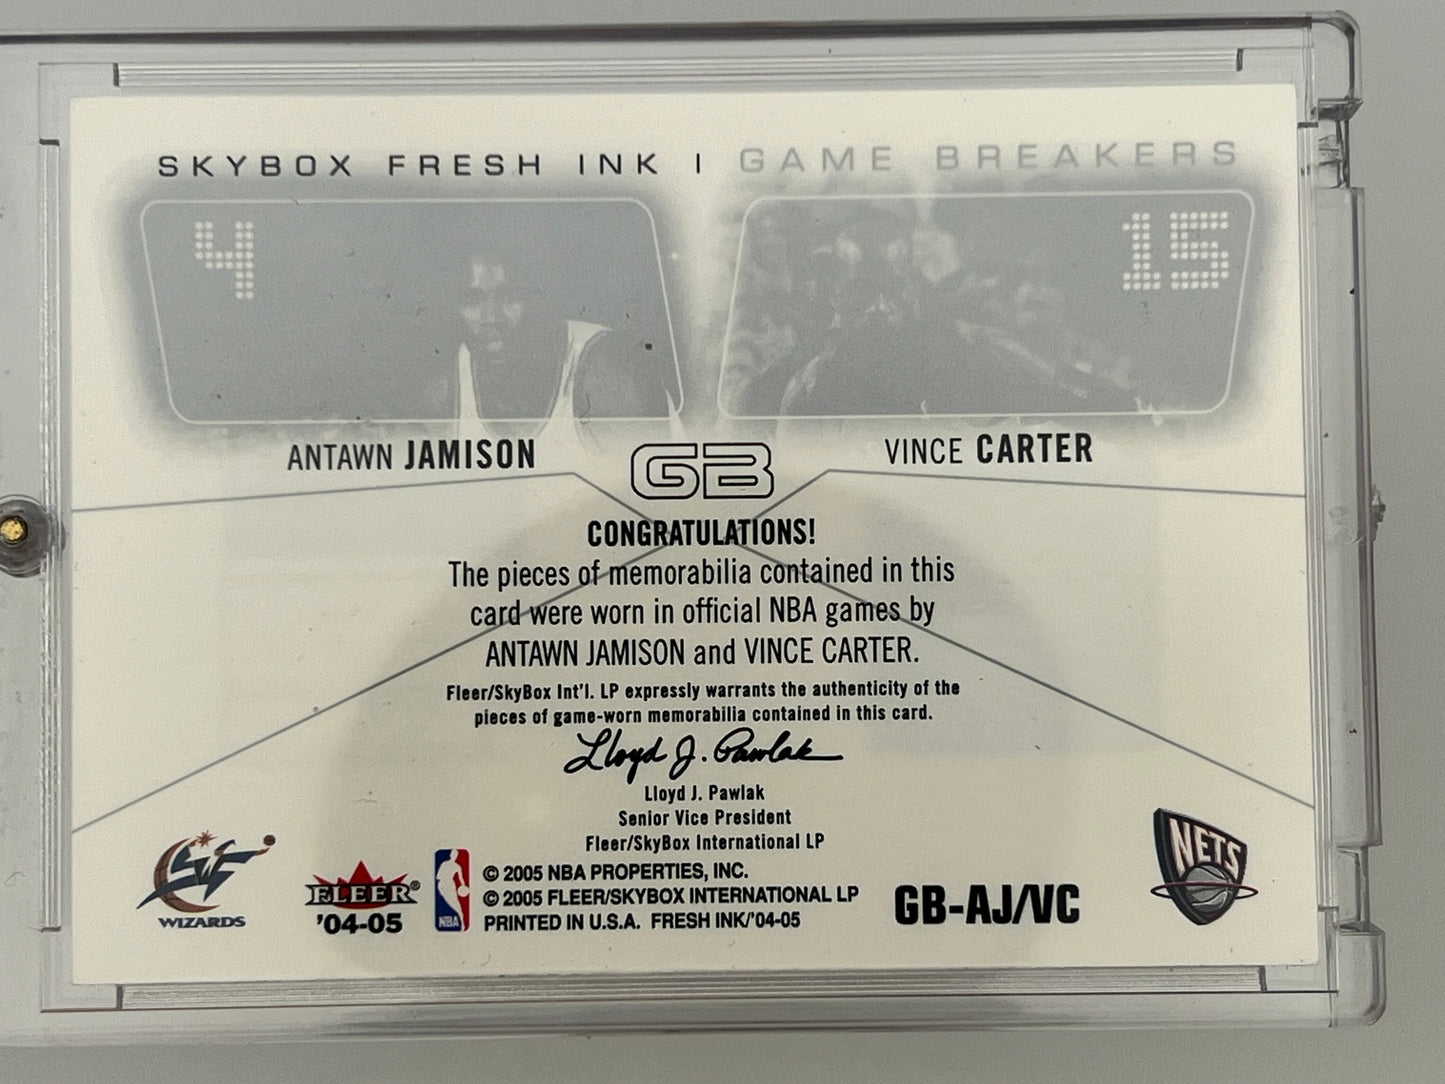 SKYBOX FRESH INK | GAME BREAKERS
4
15
ANTAWN JAMISON
VINCE CARTER
GB
CONGRATULATIONS!
The pieces of memorabilia contained in this
card were worn in official NBA games by
ANTAWN JAMISON and VINCE CARTER.
Fleer/SkyBox Int'l. LP expressly warrants the authenticity of the
pieces of game-worn memorabilia contained in this card.
Lloyd J. Pawlak
Lloyd J. Pawlak
Senior Vice President
Fleer/SkyBox International LP
WIZARDS
FLEER®
'04-05
NBA
© 2005 NBA PROPERTIES, INC.
© 2005 FLEER/SKYBOX INTERNATIONAL LP
PRINTED IN U.S.A. FRESH INK/'04-05
GB-AJ/VC
NETS